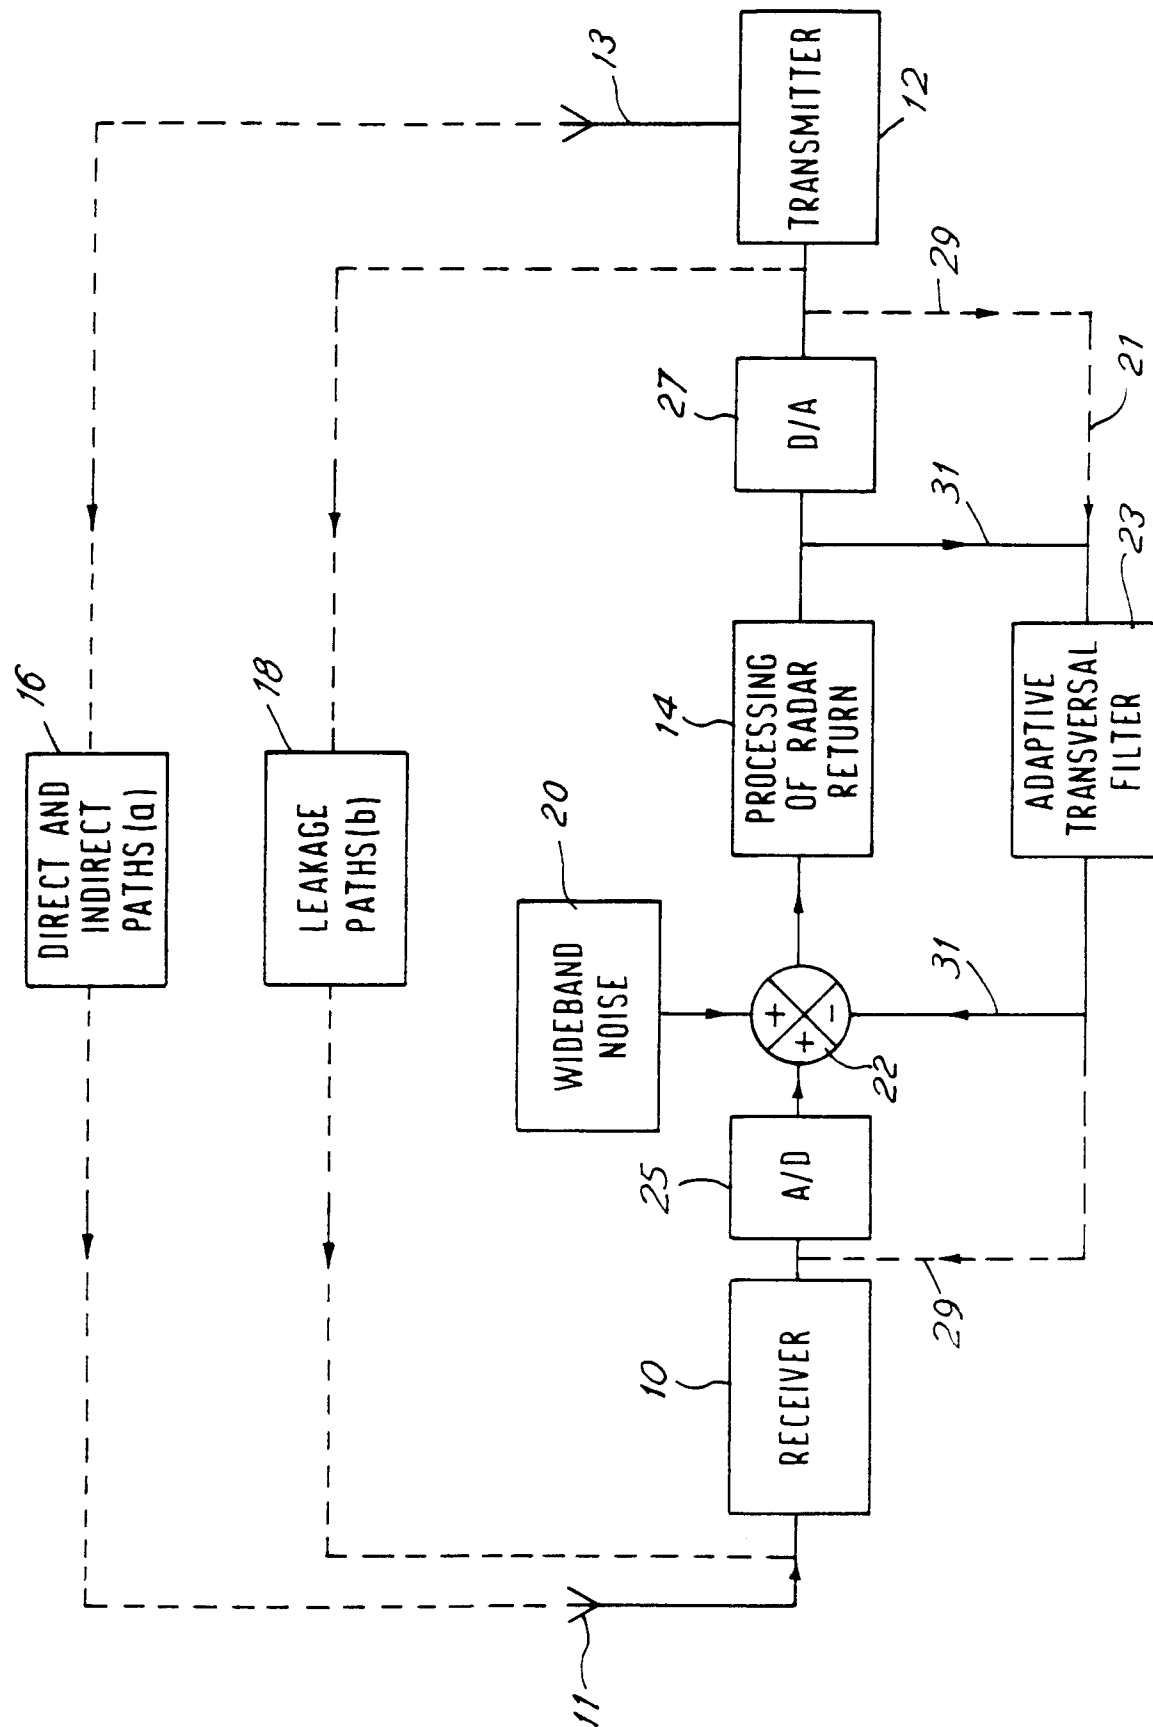 16
DIRECT AND
INDIRECT
PATHS(a)
18
LEAKAGE
PATHS(b)
11
13
20
WIDEBAND
NOISE
10
RECEIVER
25
A/D
+
+
−
22
14
PROCESSING
OF RADAR
RETURN
27
D/A
TRANSMITTER
12
29
31
31
29
21
ADAPTIVE
TRANSVERSAL
FILTER
23